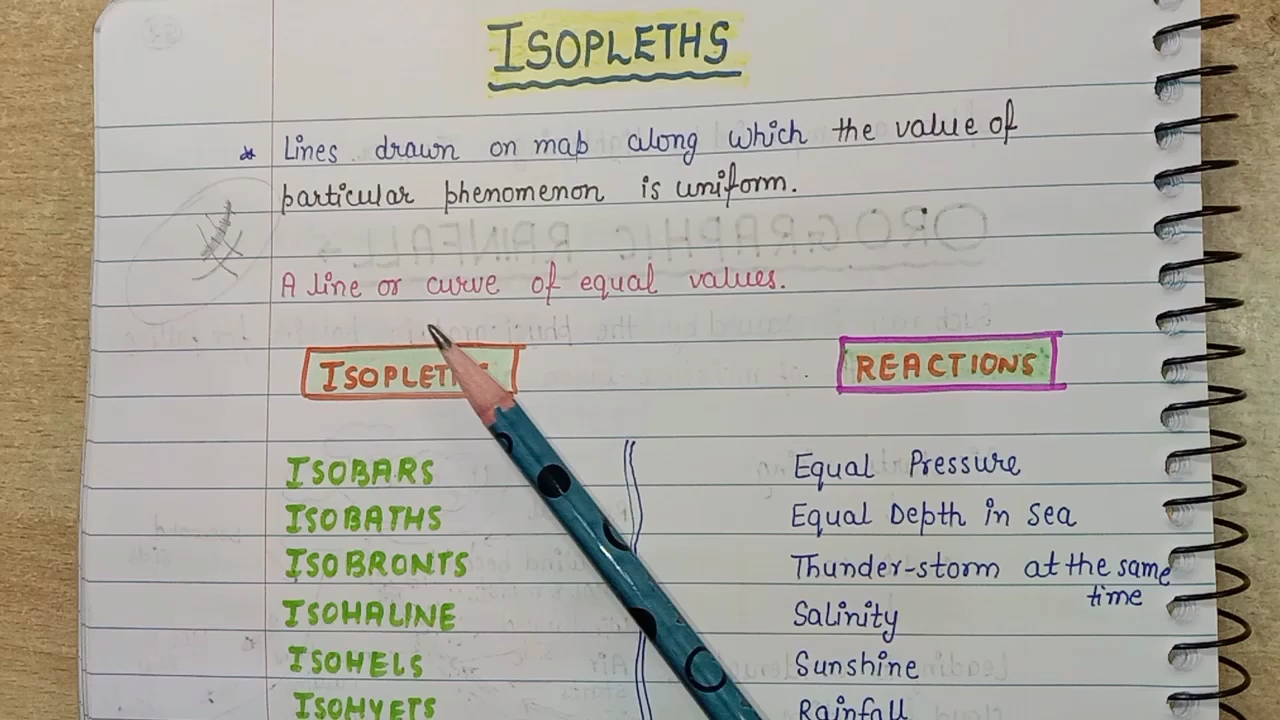 ISOPLETHS
* Lines drawn on map along which the value of
particular phenomenon is uniform.
A line or curve of equal values.
ISOPLETHS REACTIONS
ISOBARS Equal Pressure
ISOBATHS Equal Depth in sea
ISOBRONTS Thunder-storm at the same
time
ISOHALINE Salinity
ISOHELS Sunshine
ISOHYETS Rainfall